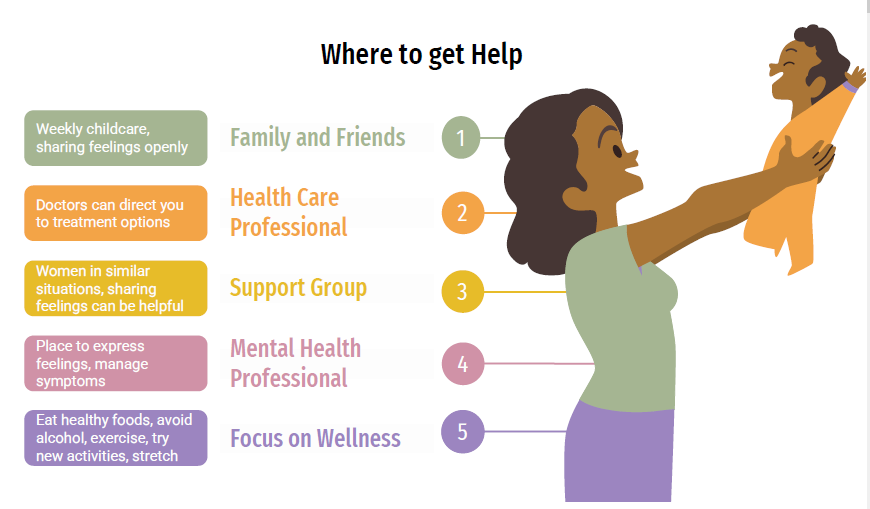 Where to get Help
Weekly childcare,
sharing feelings openly
Family and Friends
1
Doctors can direct you
to treatment options
Health Care
Professional
2
Women in similar
situations, sharing
feelings can be helpful
Support Group
3
Place to express
feelings, manage
symptoms
Mental Health
Professional
4
Eat healthy foods, avoid
alcohol, exercise, try
new activities, stretch
Focus on Wellness
5